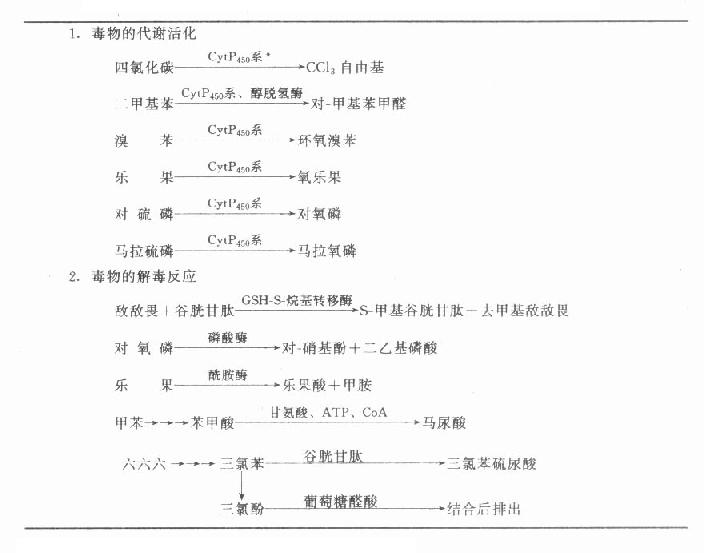 1. 毒物的代谢活化
四氯化碳 CytP450系* CCl3自由基
二甲基苯 CytP450系、醇脱氢酶 对-甲基苯甲醛
溴 苯 CytP450系 环氧溴苯
乐 果 CytP450系 氧乐果
对 硫 磷 CytP450系 对氧磷
马拉硫磷 CytP450系 马拉氧磷
2. 毒物的解毒反应
敌敌畏+谷胱甘肽 GSH-S-烷基转移酶 S-甲基谷胱甘肽-去甲基敌敌畏
对 氧 磷 磷酸酶 对-硝基酚+二乙基磷酸
乐 果 酰胺酶 乐果酸+甲胺
甲苯→→→苯甲酸 甘氨酸、ATP、CoA 马尿酸
六六六→→→三氯苯 谷胱甘肽 三氯苯硫尿酸
三氯酚 葡萄糖醛酸 结合后排出